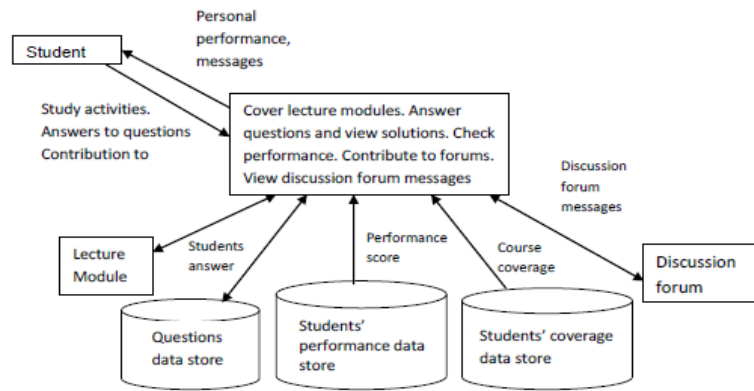 Personal
performance,
messages
Student
Study activities.
Answers to questions
Contribution to
Cover lecture modules. Answer
questions and view solutions. Check
performance. Contribute to forums.
View discussion forum messages
Discussion
forum
messages
Lecture
Module
Students
answer
Performance
score
Course
coverage
Discussion
forum
Questions
data store
Students'
performance data
store
Students' coverage
data store